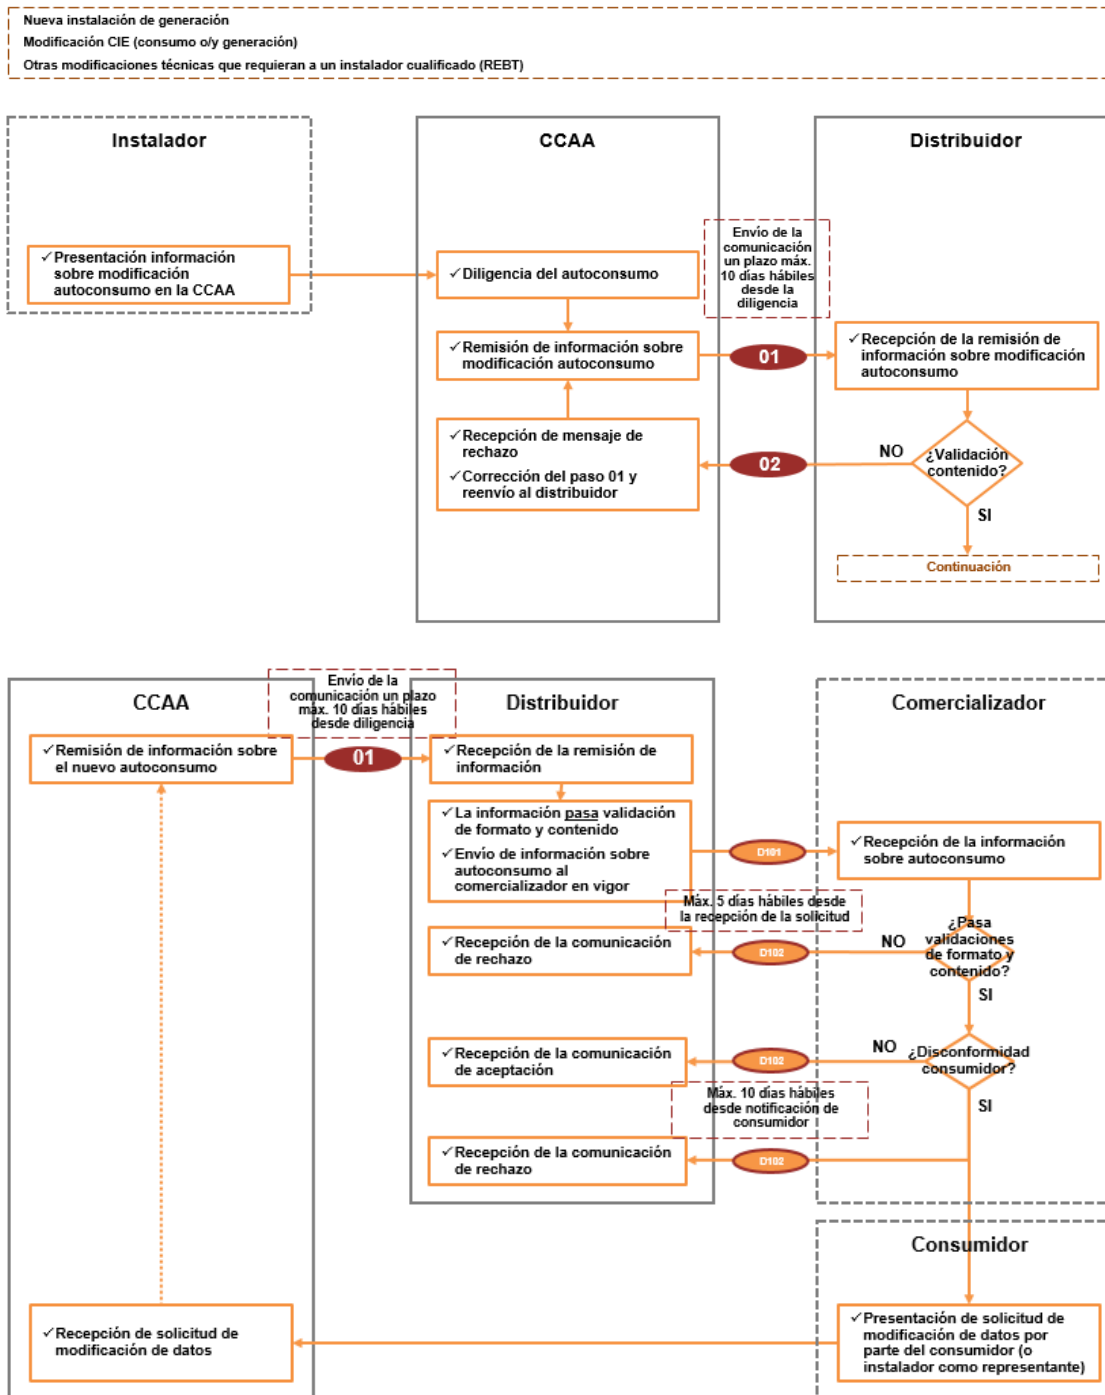 Nueva instalación de generación
Modificación CIE (consumo o/y generación)
Otras modificaciones técnicas que requieran a un instalador cualificado (REBT)
Instalador
✓Presentación información
sobre modificación
autoconsumo en la CCAA
CCAA
✓Diligencia del autoconsumo
✓Remisión de información sobre
modificación autoconsumo
✓Recepción de mensaje de
rechazo
✓Corrección del paso 01 y
reenvío al distribuidor
Envío de la
comunicación
un plazo máx.
10 días hábiles
desde la
diligencia
01
02
Distribuidor
✓Recepción de la remisión de
información sobre modificación
autoconsumo
NO
¿Validación
contenido?
SI
Continuación
CCAA
✓Remisión de información sobre
el nuevo autoconsumo
Envío de la
comunicación un plazo
máx. 10 días hábiles
desde diligencia
01
Distribuidor
✓Recepción de la remisión de
información
✓La información pasa validación
de formato y contenido
✓Envío de información sobre
autoconsumo al
comercializador en vigor
D101
Comercializador
✓Recepción de la información
sobre autoconsumo
Máx. 5 días hábiles desde
la recepción de la solicitud
✓Recepción de la comunicación
de rechazo
D102
NO
¿Pasa
validaciones
de formato y
contenido?
SI
✓Recepción de la comunicación
de aceptación
D102
NO
¿Disconformidad
consumidor?
SI
Máx. 10 días hábiles
desde notificación de
consumidor
✓Recepción de la comunicación
de rechazo
D102
Consumidor
✓Presentación de solicitud de
modificación de datos por
parte del consumidor (o
instalador como representante)
✓Recepción de solicitud de
modificación de datos